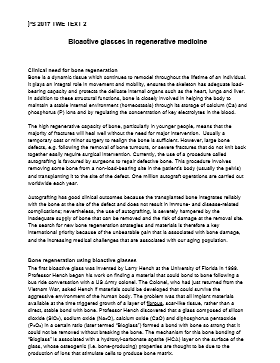 PS 2017 TWE TEXT 2
Bioactive glasses in regenerative medicine
Clinical need for bone regeneration
Bone is a dynamic tissue which continues to remodel throughout the lifetime of an individual.
It plays an integral role in movement and mobility, ensures the skeleton has adequate load-
bearing capacity and protects the delicate internal organs such as the heart, lungs and liver.
In addition to these structural functions, bone is closely involved in helping the body to
maintain a stable internal environment (homeostasis) through its storage of calcium (Ca) and
phosphorus (P) ions and by regulating the concentration of key electrolytes in the blood.
The high regenerative capacity of bone, particularly in younger people, means that the
majority of fractures will heal well without the need for major intervention. Usually a
temporary cast or minor surgery to realign the bone is sufficient. However, large bone
defects, e.g. following the removal of bone tumours, or severe fractures that do not knit back
together easily require surgical intervention. Currently, the use of a procedure called
autografting is favoured by surgeons to repair defective bone. This procedure involves
removing some bone from a non-load-bearing site in the patient's body (usually the pelvis)
and transplanting it to the site of the defect. One million autograft operations are carried out
worldwide each year.
Autografting has good clinical outcomes because the transplanted bone integrates reliably
with the bone at the site of the defect and does not result in immune- and disease-related
complications; nevertheless, the use of autografting, is severely hampered by the
inadequate supply of bone that can be removed and the risk of damage at the removal site.
The search for new bone regeneration strategies and materials is therefore a key
international priority because of the unbearable pain that is associated with bone damage,
and the increasing medical challenges that are associated with our aging population.
Bone regeneration using bioactive glasses
The first bioactive glass was invented by Larry Hench at the University of Florida in 1969.
Professor Hench began his work on finding a material that could bond to bone following a
bus ride conversation with a US Army colonel. The Colonel, who had just returned from the
Vietnam War, asked Hench if materials could be developed that could survive the
aggressive environment of the human body. The problem was that all implant materials
available at the time triggered growth of a layer of fibrous, scar-like tissue, rather than a
direct, stable bond with bone. Professor Hench discovered that a glass composed of silicon
dioxide (SiO₂), sodium oxide (Na₂O), calcium oxide (CaO) and diphosphorus pentoxide
(P₂O₅) in a certain ratio (later termed "Bioglass") formed a bond with bone so strong that it
could not be removed without breaking the bone. The mechanism for this bone bonding of
"Bioglass" is associated with a hydroxy-carbonate apatite (HCA) layer on the surface of the
glass, whose osteogenic (i.e. bone-producing) properties are thought to be due to the
production of ions that stimulate cells to produce bone matrix.